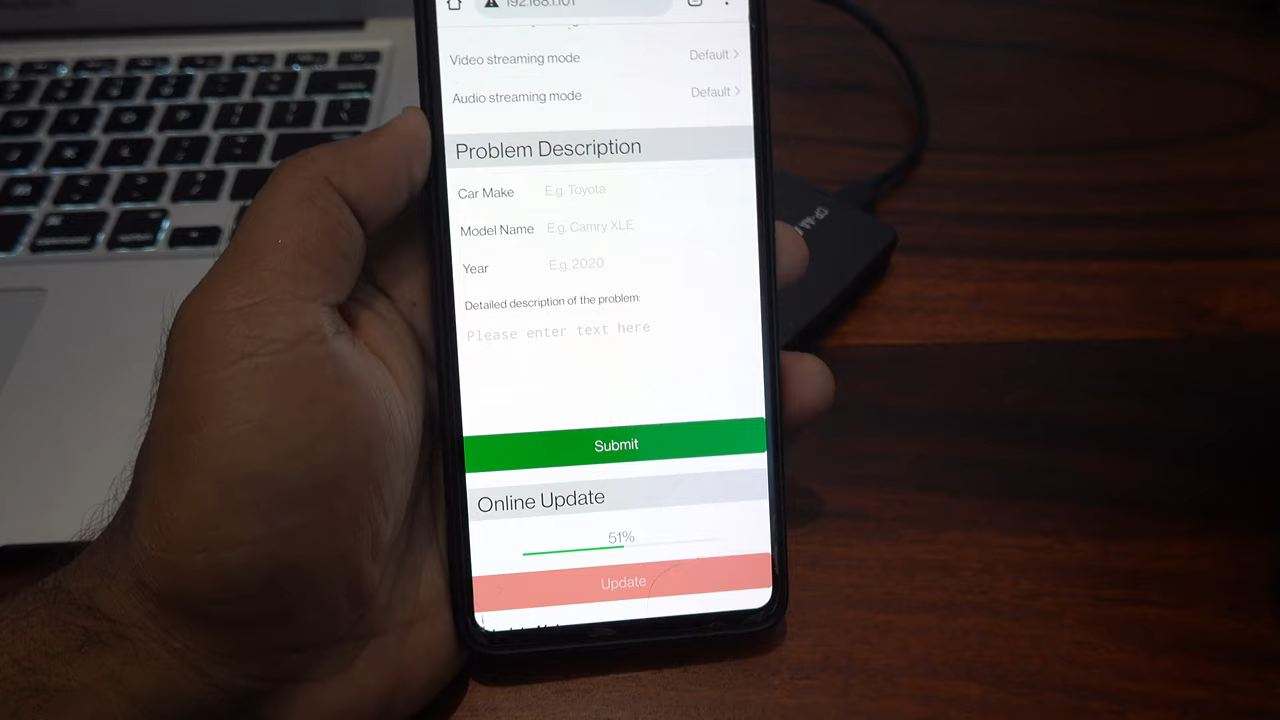 192.168.1.101
Video streaming mode Default >
Audio streaming mode Default >
Problem Description
Car Make E.g. Toyota
Model Name E.g. Camry XLE
Year E.g. 2020
Detailed description of the problem:
Please enter text here
Submit
Online Update
51%
Update